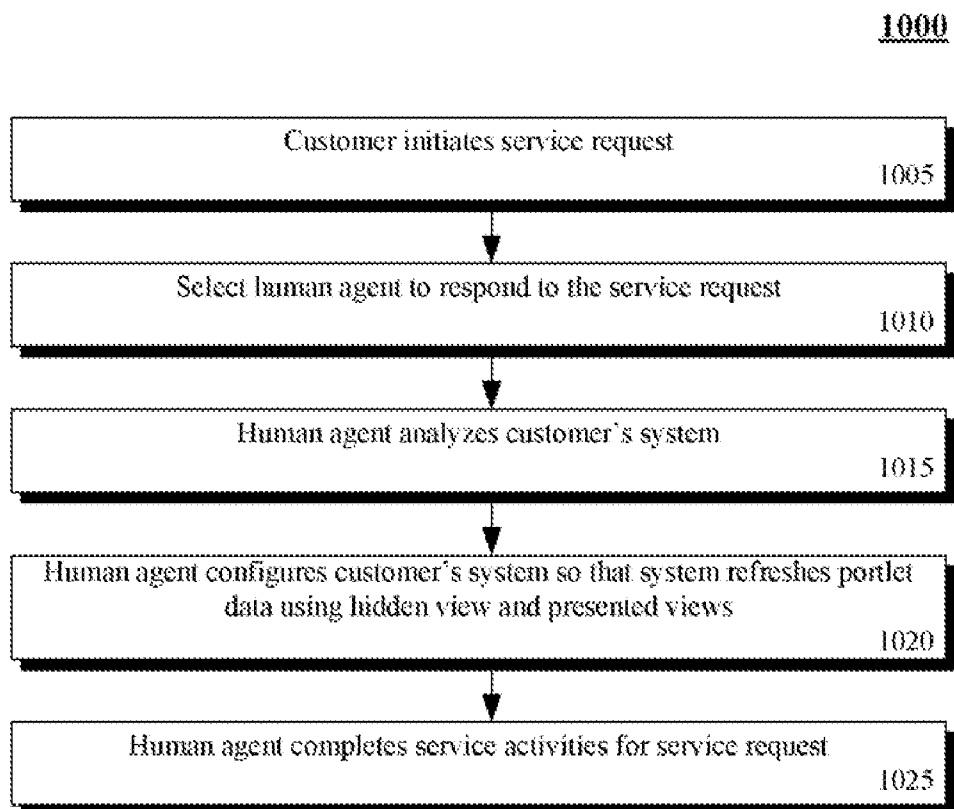 1000
Customer initiates service request
1005
Select human agent to respond to the service request
1010
Human agent analyzes customer's system
1015
Human agent configures customer's system so that system refreshes portlet
data using hidden view and presented views
1020
Human agent completes service activities for service request
1025